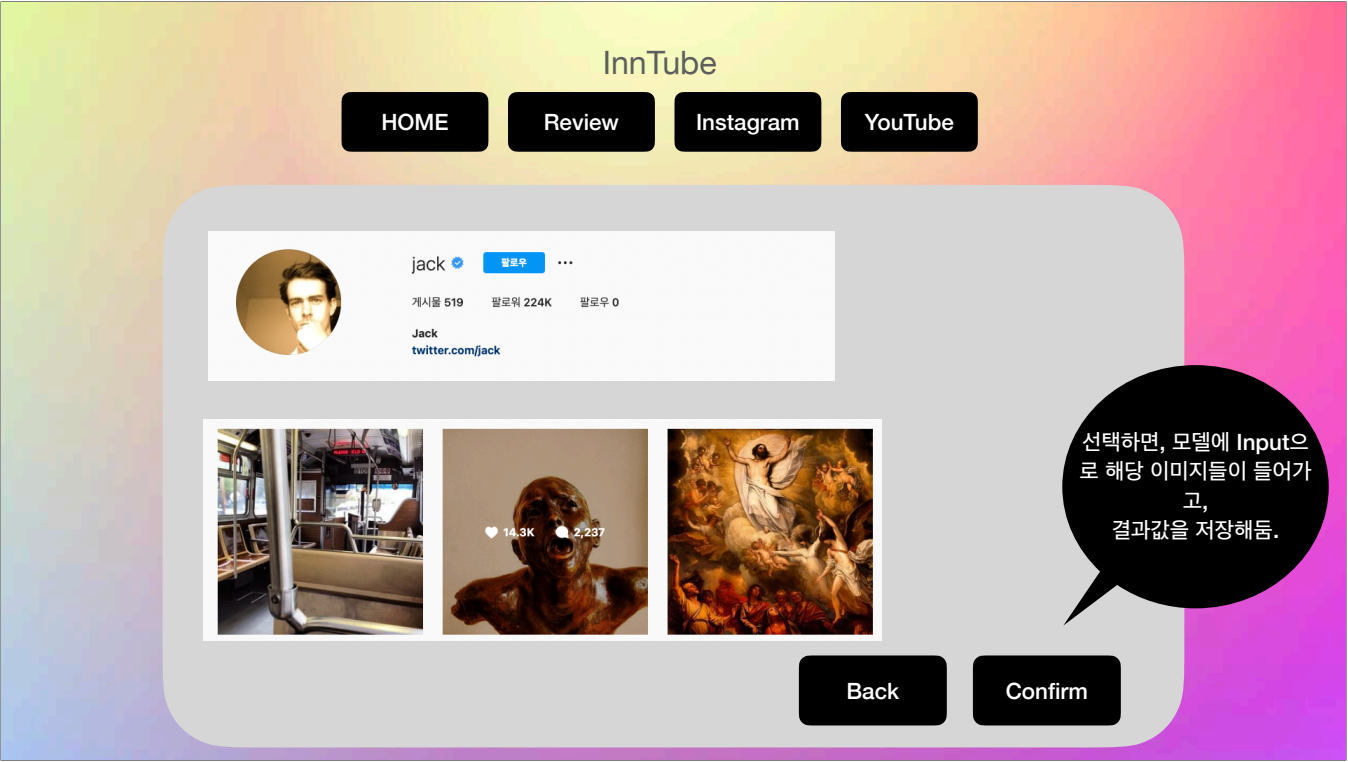 InnTube
HOME
Review
Instagram
YouTube
jack
팔로우
게시물 519
팔로워 224K
팔로우 0
Jack
twitter.com/jack
14.3K
2,237
선택하면, 모델에 Input으
로 해당 이미지들이 들어가
고,
결과값을 저장해둠.
Back
Confirm